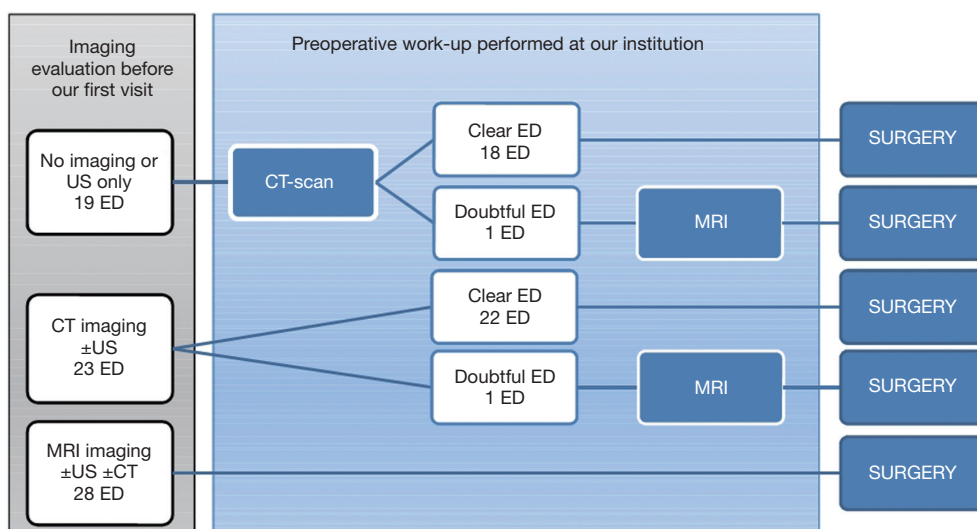 Imaging
evaluation before
our first visit
Preoperative work-up performed at our institution
No imaging or
US only
19 ED
CT-scan
Clear ED
18 ED
SURGERY
Doubtful ED
1 ED
MRI
SURGERY
CT imaging
±US
23 ED
Clear ED
22 ED
SURGERY
Doubtful ED
1 ED
MRI
SURGERY
MRI imaging
±US ±CT
28 ED
SURGERY